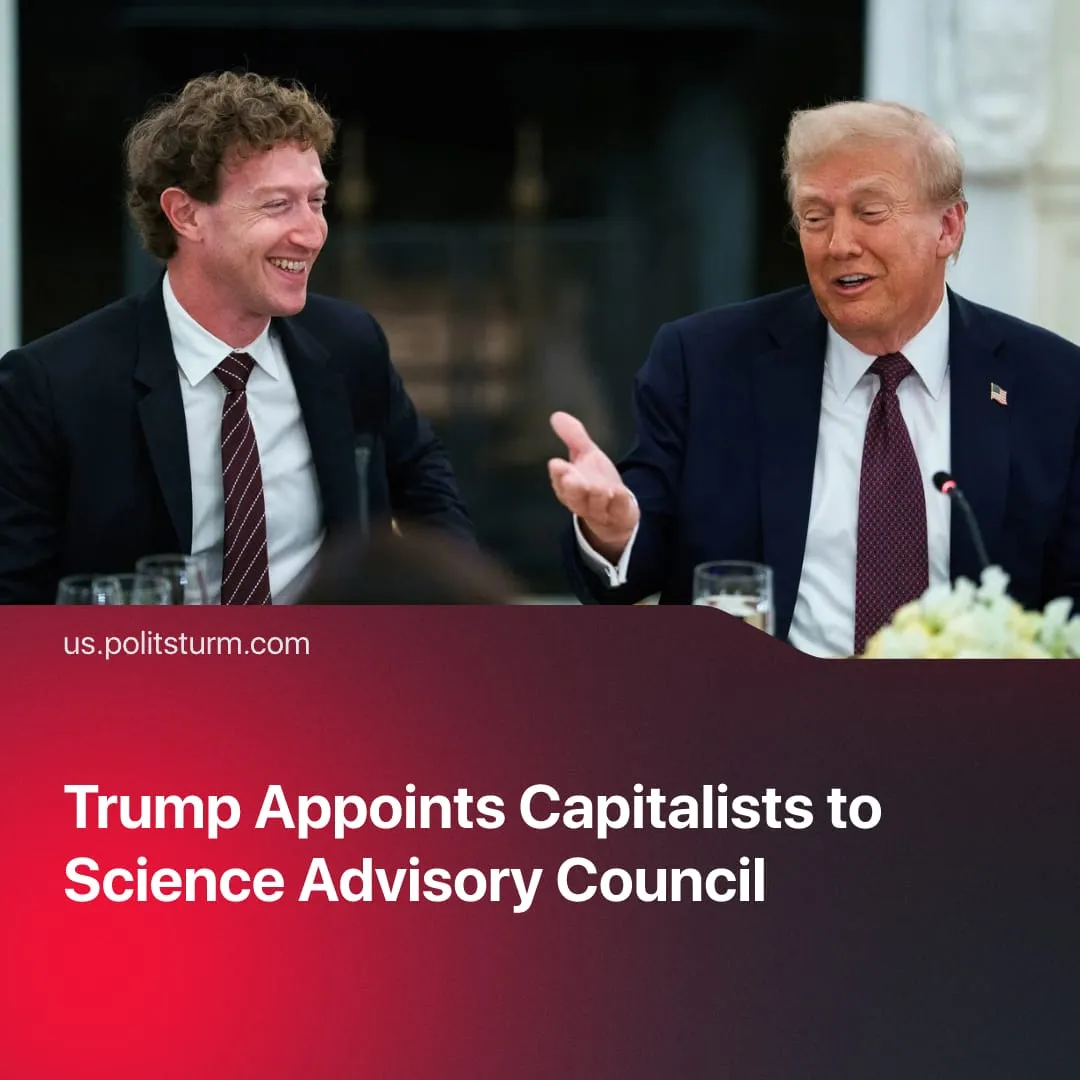 us.politsturm.com
Trump Appoints Capitalists to
Science Advisory Council